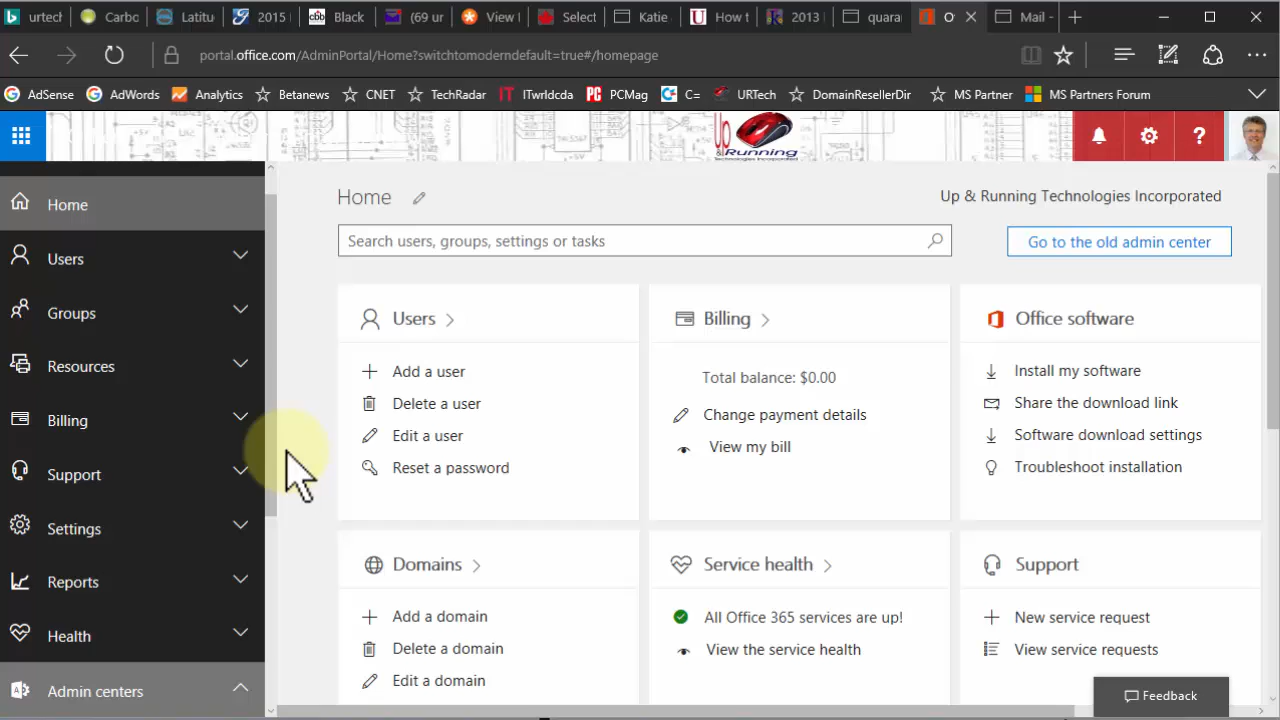 urtech
Carbo
Latitu
2015
Black
(69 ur
View I
Select
Katie
How t
2013
quara
O
Mail -
portal.office.com/AdminPortal/Home?switchtomoderndefault=true#/homepage
AdSense
AdWords
Analytics
Betanews
CNET
TechRadar
ITwrldcda
PCMag
C=
URTech
DomainResellerDir
MS Partner
MS Partners Forum
Up
&Running
Technologies Incorporated
Home
Users
Groups
Resources
Billing
Support
Settings
Reports
Health
Admin centers
Home
Up & Running Technologies Incorporated
Search users, groups, settings or tasks
Go to the old admin center
Users
Add a user
Delete a user
Edit a user
Reset a password
Billing
Total balance: $0.00
Change payment details
View my bill
Office software
Install my software
Share the download link
Software download settings
Troubleshoot installation
Domains
Add a domain
Delete a domain
Edit a domain
Service health
All Office 365 services are up!
View the service health
Support
New service request
View service requests
Feedback